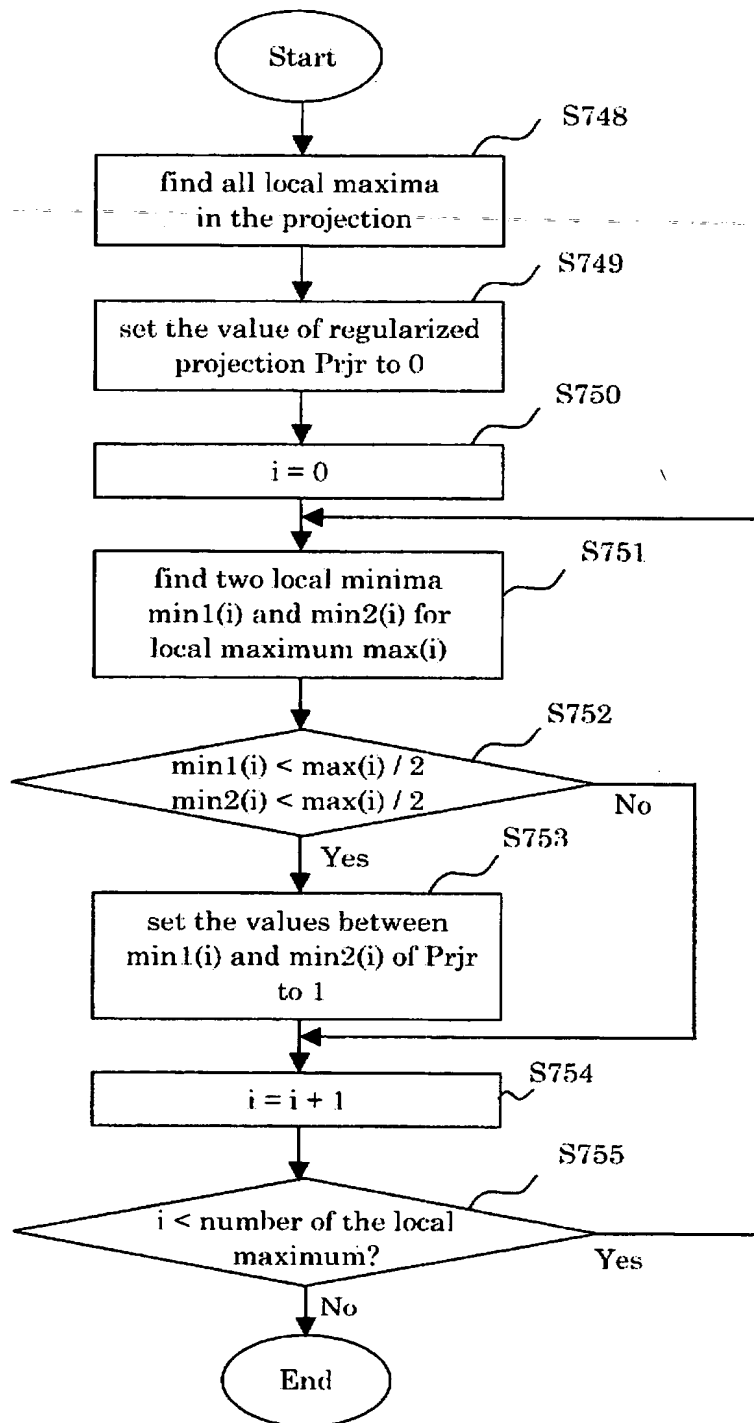 Start
S748
find all local maxima
in the projection
S749
set the value of regularized
projection Prjr to 0
S750
i = 0
S751
find two local minima
min1(i) and min2(i) for
local maximum max(i)
S752
min1(i) < max(i) / 2
min2(i) < max(i) / 2
No
Yes
S753
set the values between
min1(i) and min2(i) of Prjr
to 1
S754
i = i + 1
S755
i < number of the local
maximum?
Yes
No
End